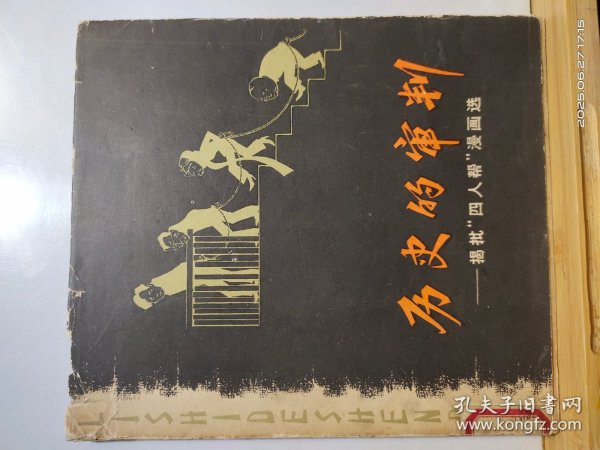 历史的审判
——揭批“四人帮”漫画选
LISHIDESHEN
2025.06.27 17:15
孔夫子旧书网
www.kongfz.com